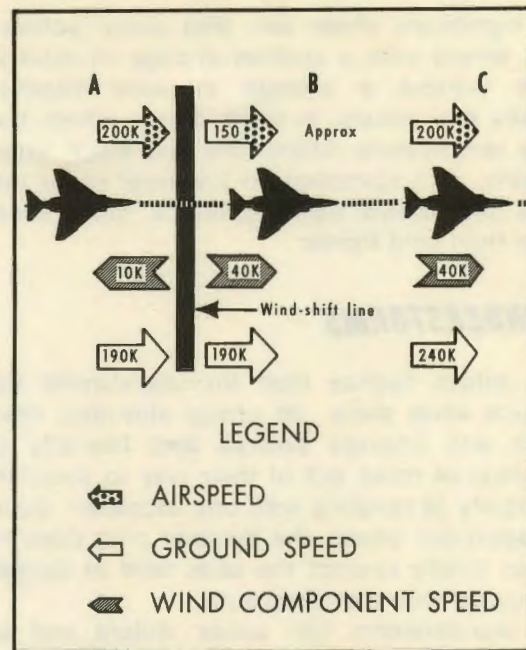 A B C
200K 150 Approx 200K
10K 40K 40K
Wind-shift line
190K 190K 240K
LEGEND
AIRSPEED
GROUND SPEED
WIND COMPONENT SPEED